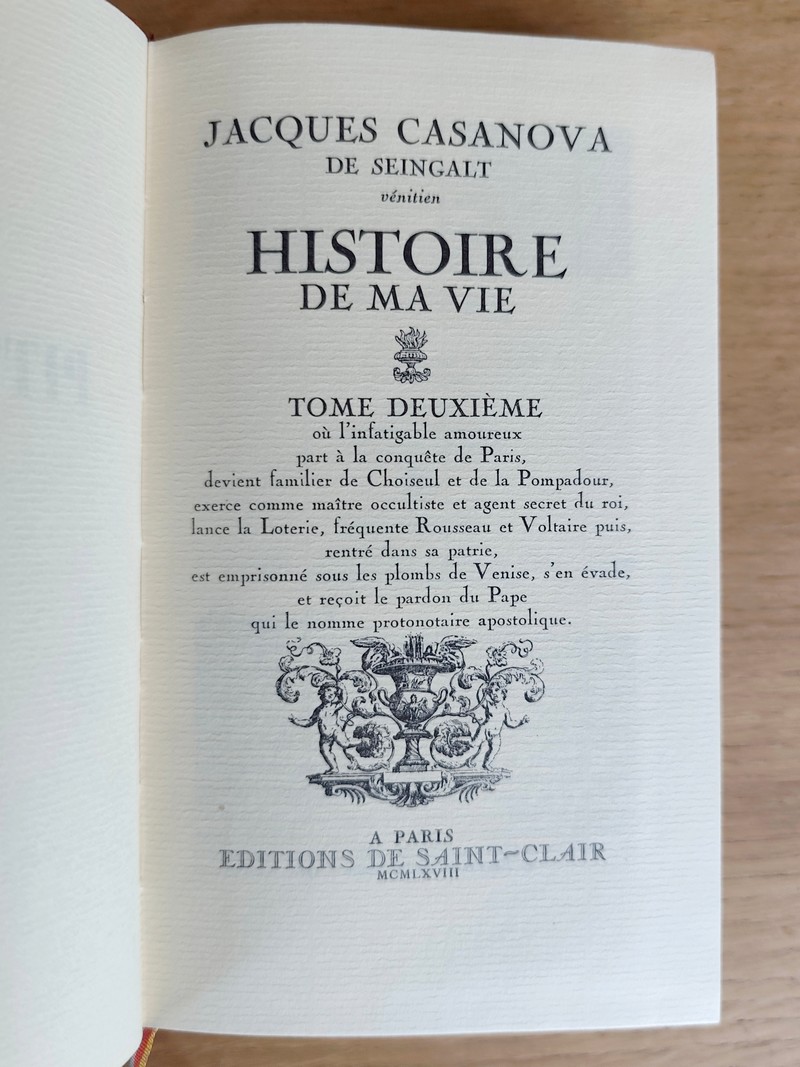 JACQUES CASANOVA
DE SEINGALT
vénitien
HISTOIRE
DE MA VIE
TOME DEUXIÈME
où l'infatigable amoureux
part à la conquête de Paris,
devient familier de Choiseul et de la Pompadour,
exerce comme maître occultiste et agent secret du roi,
lance la Loterie, fréquente Rousseau et Voltaire puis,
rentré dans sa patrie,
est emprisonné sous les plombs de Venise, s'en évade,
et reçoit le pardon du Pape
qui le nomme protonotaire apostolique.
A PARIS
EDITIONS DE SAINT-CLAIR
MCMLXVIII